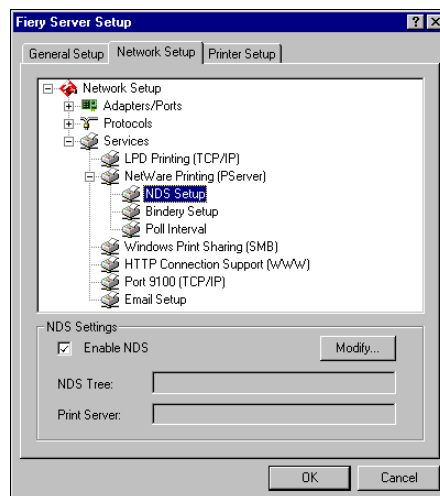 Fiery Server Setup
General Setup Network Setup Printer Setup
Network Setup
Adapters/Ports
Protocols
Services
LPD Printing (TCP/IP)
NetWare Printing (PServer)
NDS Setup
Bindery Setup
Poll Interval
Windows Print Sharing (SMB)
HTTP Connection Support (WWW)
Port 9100 (TCP/IP)
Email Setup
NDS Settings
Enable NDS Modify...
NDS Tree:
Print Server:
OK Cancel